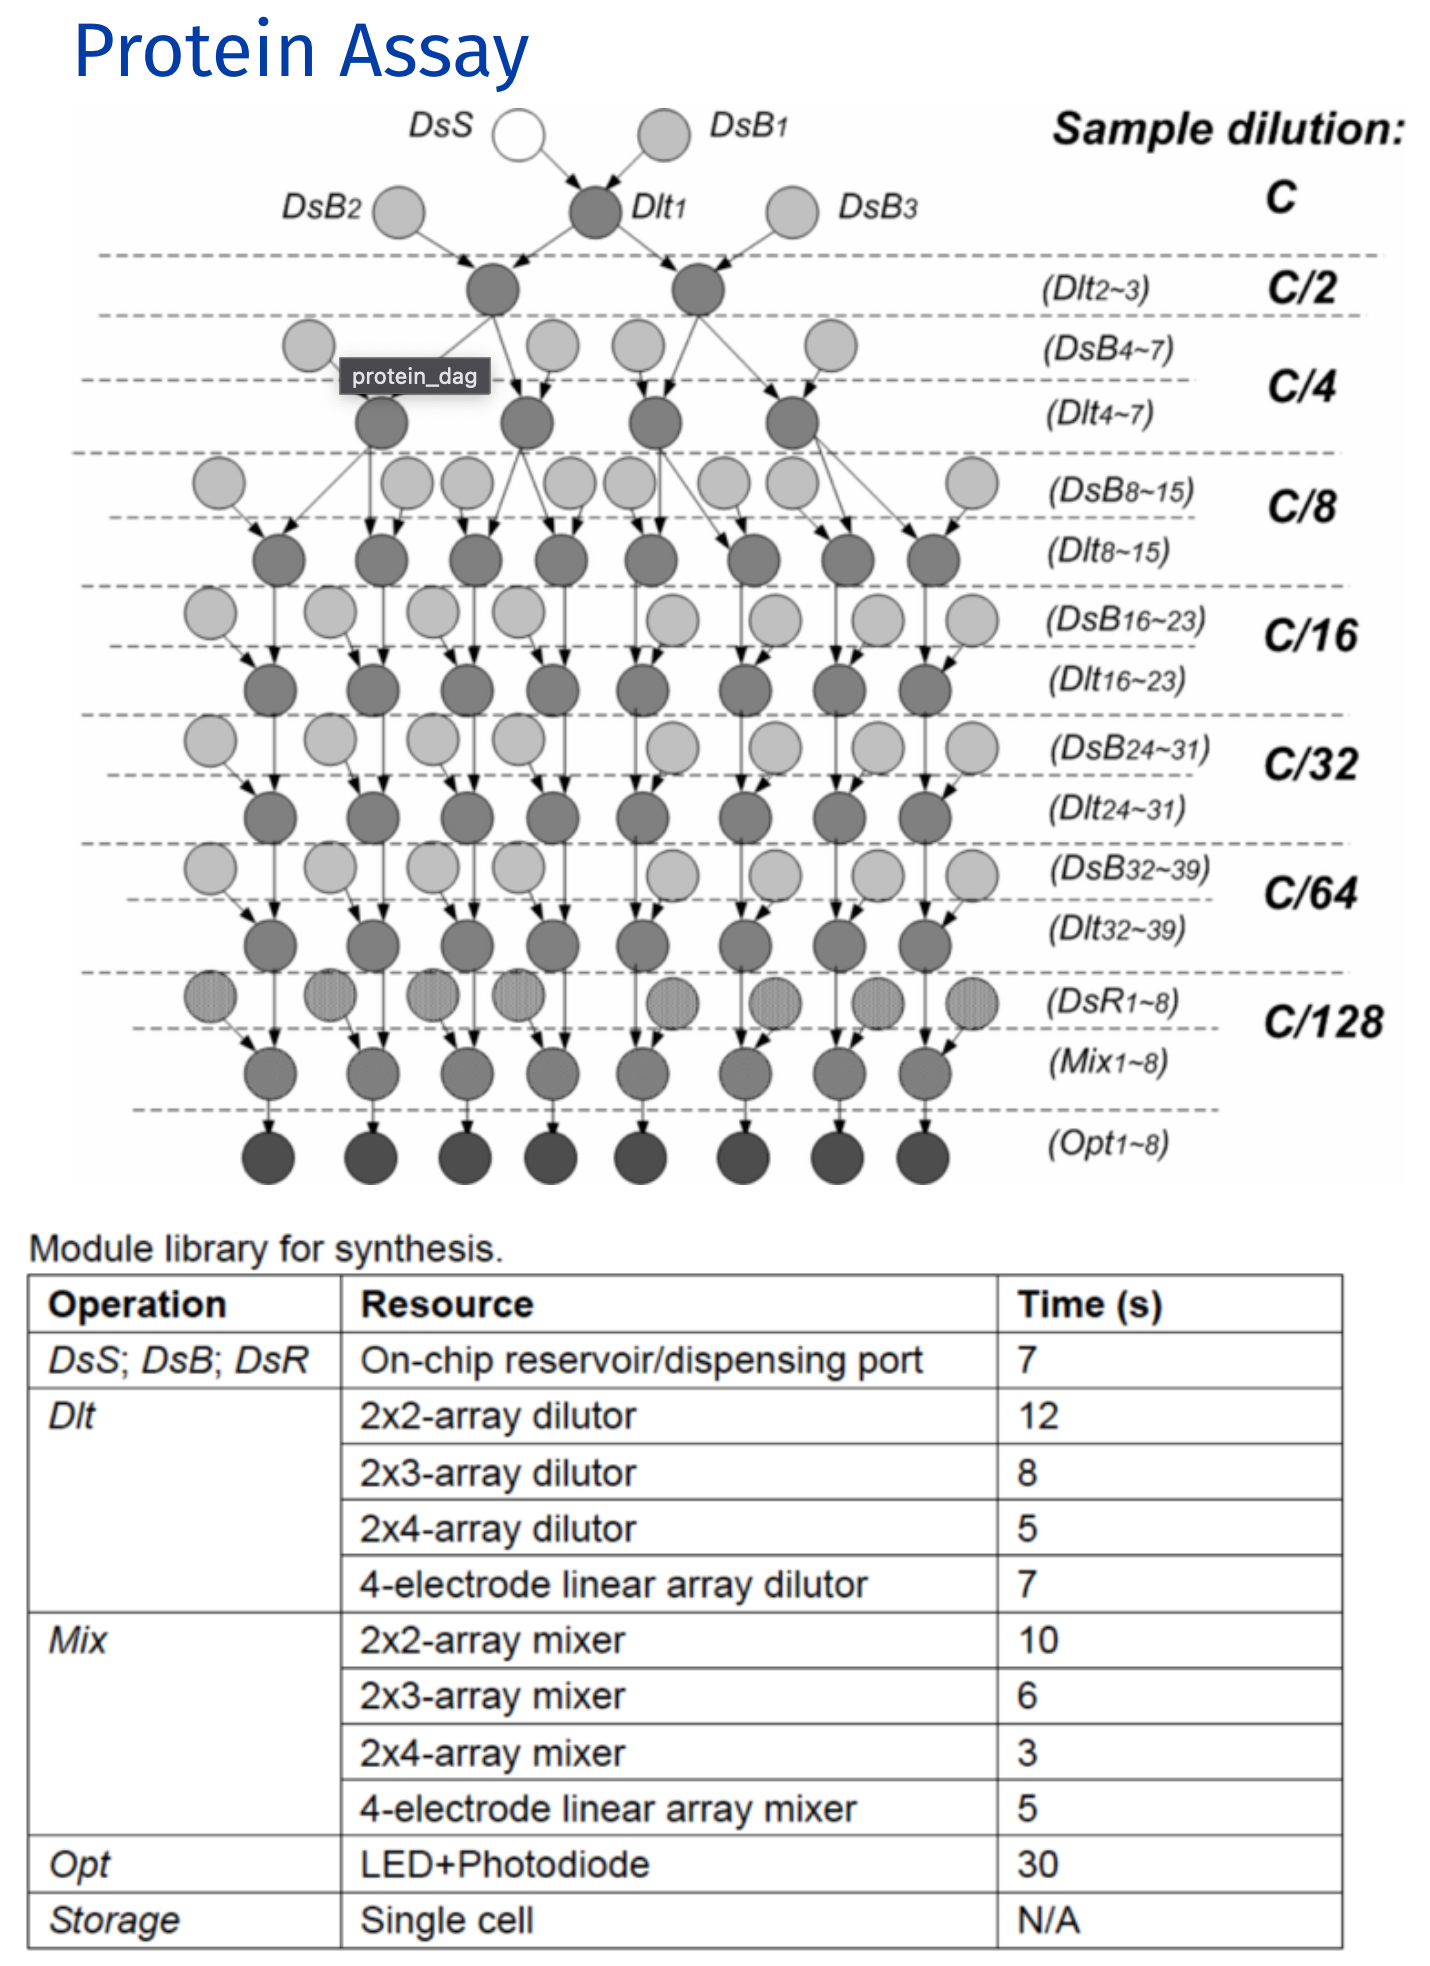 Protein Assay
DsS DsB1 Sample dilution:
DsB2 Dlt1 DsB3 C
(Dlt2~3) C/2
(DsB4~7)
protein_dag C/4
(Dlt4~7)
(DsB8~15) C/8
(Dlt8~15)
(DsB16~23) C/16
(Dlt16~23)
(DsB24~31) C/32
(Dlt24~31)
(DsB32~39) C/64
(Dlt32~39)
(DsR1~8) C/128
(Mix1~8)
(Opt1~8)
Module library for synthesis.
Operation Resource Time (s)
DsS; DsB; DsR On-chip reservoir/dispensing port 7
Dlt 2x2-array dilutor 12
2x3-array dilutor 8
2x4-array dilutor 5
4-electrode linear array dilutor 7
Mix 2x2-array mixer 10
2x3-array mixer 6
2x4-array mixer 3
4-electrode linear array mixer 5
Opt LED+Photodiode 30
Storage Single cell N/A